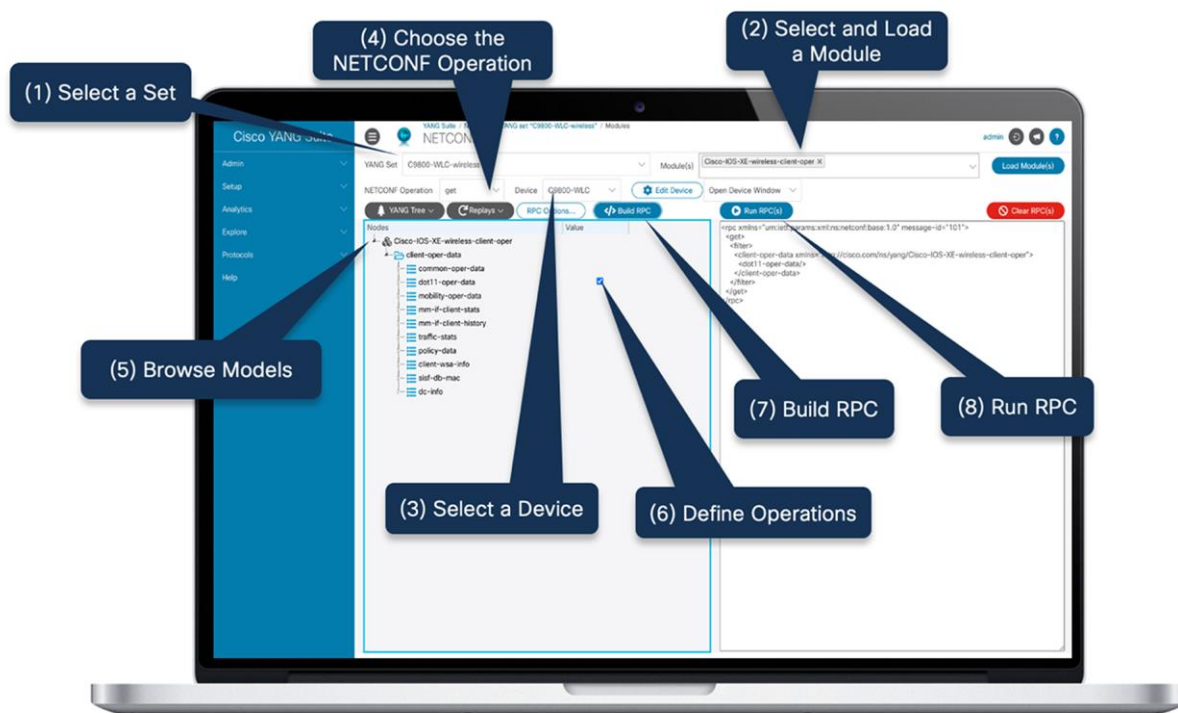 (4) Choose the
NETCONF Operation
(2) Select and Load
a Module
(1) Select a Set
Cisco YANG Suite
YANG Suite / set "C9800-WLC-wireless" / Modules
NETCON
admin
Admin
Setup
Analytics
Explore
Protocols
Help
YANG Set C9800-WLC-wireless
Module(s) Cisco-IOS-XE-wireless-client-oper ×
Load Module(s)
NETCONF Operation get Device C9800-WLC Edit Device Open Device Window
YANG Tree Replays RPC Options... </> Build RPC Run RPC(s) Clear RPC(s)
Nodes Value
Cisco-IOS-XE-wireless-client-oper
client-oper-data
common-oper-data
dot11-oper-data
mobility-oper-data
mm-if-client-stats
mm-if-client-history
traffic-stats
policy-data
client-wsa-info
sisf-db-mac
dc-info
<rpc xmlns="urn:ietf:params:xml:ns:netconf:base:1.0" message-id="101">
<get>
<filter>
<client-oper-data xmlns= //cisco.com/ns/yang/Cisco-IOS-XE-wireless-client-oper">
<dot11-oper-data/>
</client-oper-data>
</filter>
</get>
/rpc>
(5) Browse Models
(7) Build RPC
(8) Run RPC
(3) Select a Device
(6) Define Operations